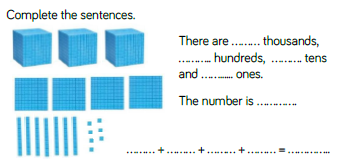 Complete the sentences.
There are ......... thousands,
........... hundreds, .......... tens
and ........... ones.
The number is .............
......... + ......... + ......... + ......... = .............